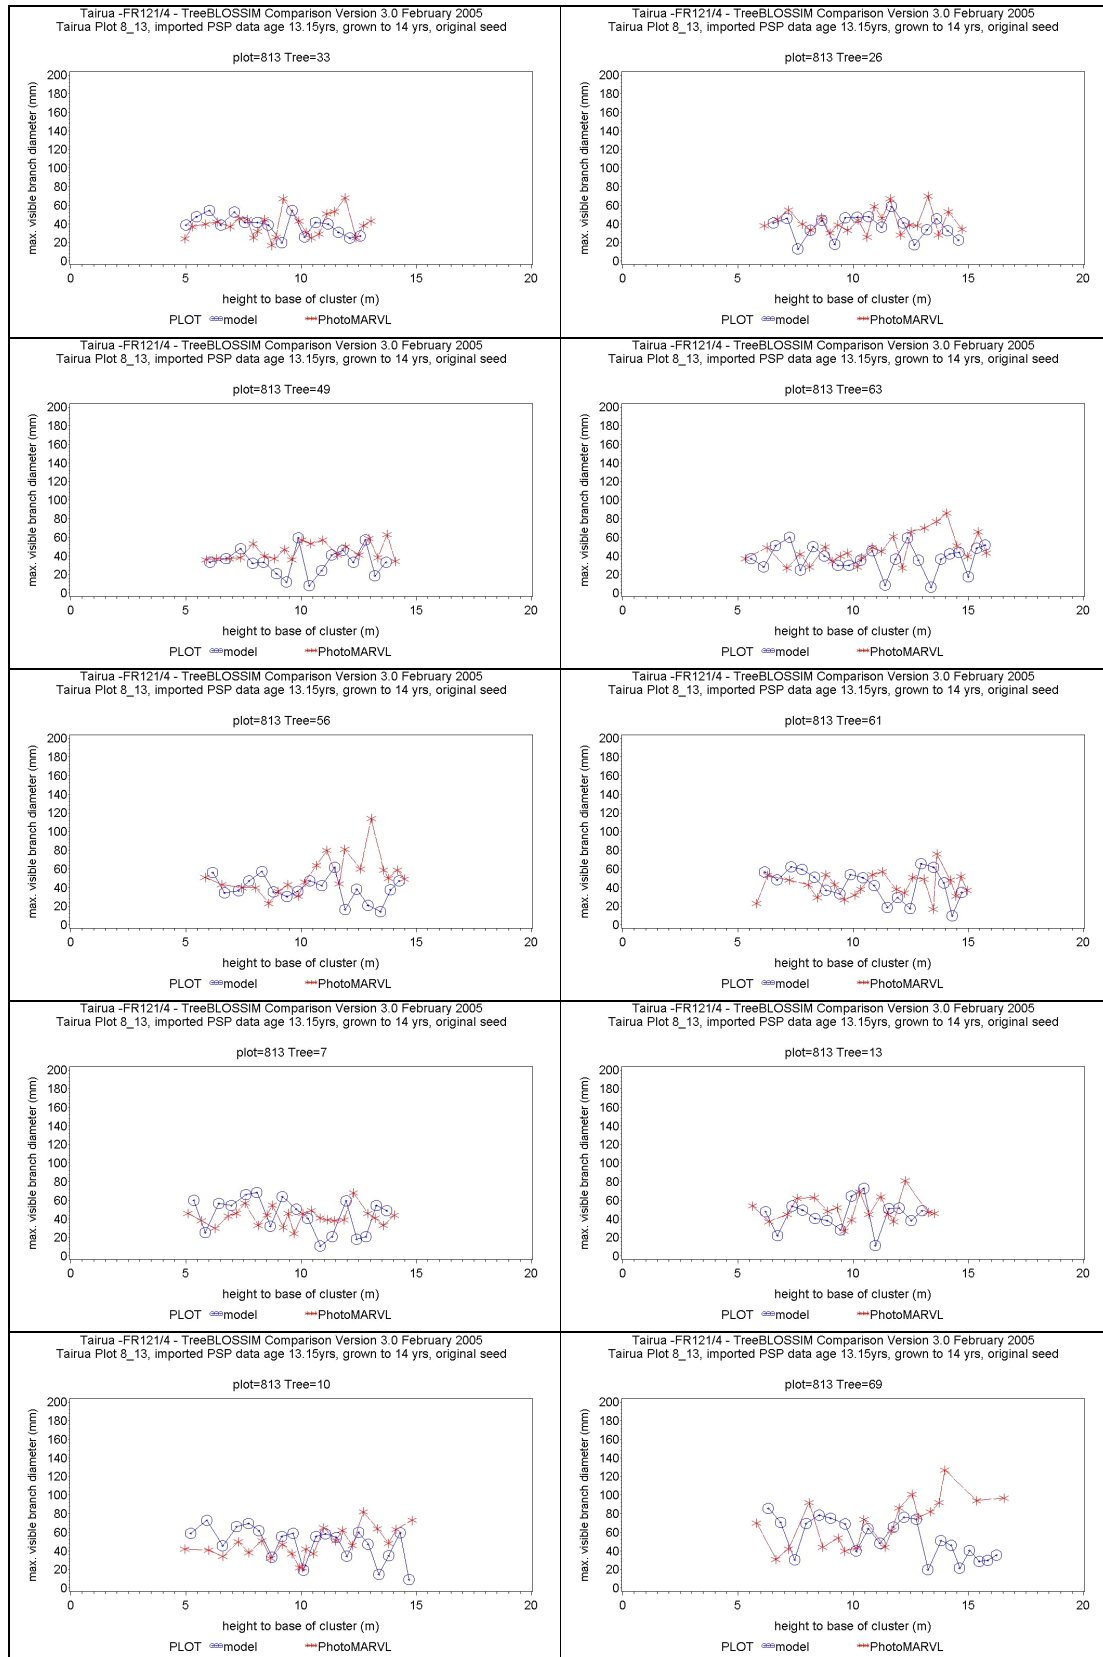 Tairua -FR121/4 - TreeBLOSSIM Comparison Version 3.0 February 2005
Tairua Plot 8_13, imported PSP data age 13.15yrs, grown to 14 yrs, original seed
plot=813 Tree=33
max. visible branch diameter (mm)
200
180
160
140
120
100
80
60
40
20
0
0 5 10 15 20
height to base of cluster (m)
PLOT model PhotoMARVL
Tairua -FR121/4 - TreeBLOSSIM Comparison Version 3.0 February 2005
Tairua Plot 8_13, imported PSP data age 13.15yrs, grown to 14 yrs, original seed
plot=813 Tree=26
max. visible branch diameter (mm)
200
180
160
140
120
100
80
60
40
20
0
0 5 10 15 20
height to base of cluster (m)
PLOT model PhotoMARVL
Tairua -FR121/4 - TreeBLOSSIM Comparison Version 3.0 February 2005
Tairua Plot 8_13, imported PSP data age 13.15yrs, grown to 14 yrs, original seed
plot=813 Tree=49
max. visible branch diameter (mm)
200
180
160
140
120
100
80
60
40
20
0
0 5 10 15 20
height to base of cluster (m)
PLOT model PhotoMARVL
Tairua -FR121/4 - TreeBLOSSIM Comparison Version 3.0 February 2005
Tairua Plot 8_13, imported PSP data age 13.15yrs, grown to 14 yrs, original seed
plot=813 Tree=63
max. visible branch diameter (mm)
200
180
160
140
120
100
80
60
40
20
0
0 5 10 15 20
height to base of cluster (m)
PLOT model PhotoMARVL
Tairua -FR121/4 - TreeBLOSSIM Comparison Version 3.0 February 2005
Tairua Plot 8_13, imported PSP data age 13.15yrs, grown to 14 yrs, original seed
plot=813 Tree=56
max. visible branch diameter (mm)
200
180
160
140
120
100
80
60
40
20
0
0 5 10 15 20
height to base of cluster (m)
PLOT model PhotoMARVL
Tairua -FR121/4 - TreeBLOSSIM Comparison Version 3.0 February 2005
Tairua Plot 8_13, imported PSP data age 13.15yrs, grown to 14 yrs, original seed
plot=813 Tree=61
max. visible branch diameter (mm)
200
180
160
140
120
100
80
60
40
20
0
0 5 10 15 20
height to base of cluster (m)
PLOT model PhotoMARVL
Tairua -FR121/4 - TreeBLOSSIM Comparison Version 3.0 February 2005
Tairua Plot 8_13, imported PSP data age 13.15yrs, grown to 14 yrs, original seed
plot=813 Tree=7
max. visible branch diameter (mm)
200
180
160
140
120
100
80
60
40
20
0
0 5 10 15 20
height to base of cluster (m)
PLOT model PhotoMARVL
Tairua -FR121/4 - TreeBLOSSIM Comparison Version 3.0 February 2005
Tairua Plot 8_13, imported PSP data age 13.15yrs, grown to 14 yrs, original seed
plot=813 Tree=13
max. visible branch diameter (mm)
200
180
160
140
120
100
80
60
40
20
0
0 5 10 15 20
height to base of cluster (m)
PLOT model PhotoMARVL
Tairua -FR121/4 - TreeBLOSSIM Comparison Version 3.0 February 2005
Tairua Plot 8_13, imported PSP data age 13.15yrs, grown to 14 yrs, original seed
plot=813 Tree=10
max. visible branch diameter (mm)
200
180
160
140
120
100
80
60
40
20
0
0 5 10 15 20
height to base of cluster (m)
PLOT model PhotoMARVL
Tairua -FR121/4 - TreeBLOSSIM Comparison Version 3.0 February 2005
Tairua Plot 8_13, imported PSP data age 13.15yrs, grown to 14 yrs, original seed
plot=813 Tree=69
max. visible branch diameter (mm)
200
180
160
140
120
100
80
60
40
20
0
0 5 10 15 20
height to base of cluster (m)
PLOT model PhotoMARVL